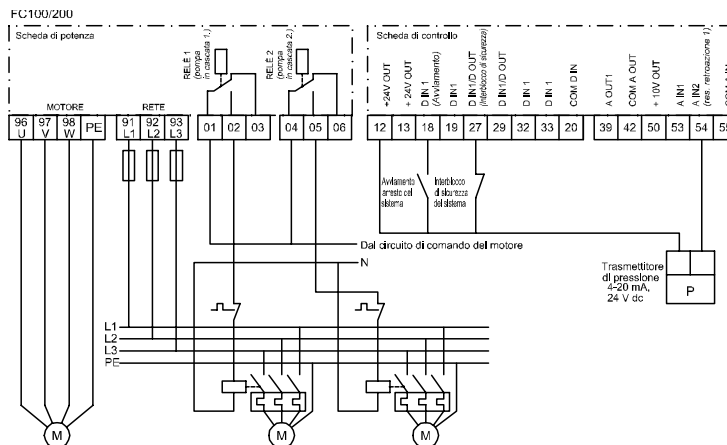 FC100/200
Scheda di potenza
Scheda di controllo
RELÈ 1
(pompa
in cascata 1.)
RELÈ 2
(pompa
in cascata 2.)
+24V OUT
+ 24V OUT
D IN 1
(Avviamento)
D IN1
D IN1/D OUT
(Interblocco di sicurezza)
D IN1/D OUT
D IN 1
D IN 1
COM D IN
A OUT1
COM A OUT
+ 10V OUT
A IN1
A IN2
(res. retroazione 1)
MOTORE
RETE
96 97 98 PE
U V W
91 92 93
L1 L2 L3
01 02 03
04 05 06
12 13 18 19 27 29 32 33 20
39 42 50 53 54 55
Avviamento
arresto del
sistema
Interblocco
di sicurezza
del sistema
Dal circuito di comando del motore
N
Trasmettitore
di pressione
4-20 mA,
24 V dc
P
L1
L2
L3
PE
M
M
M